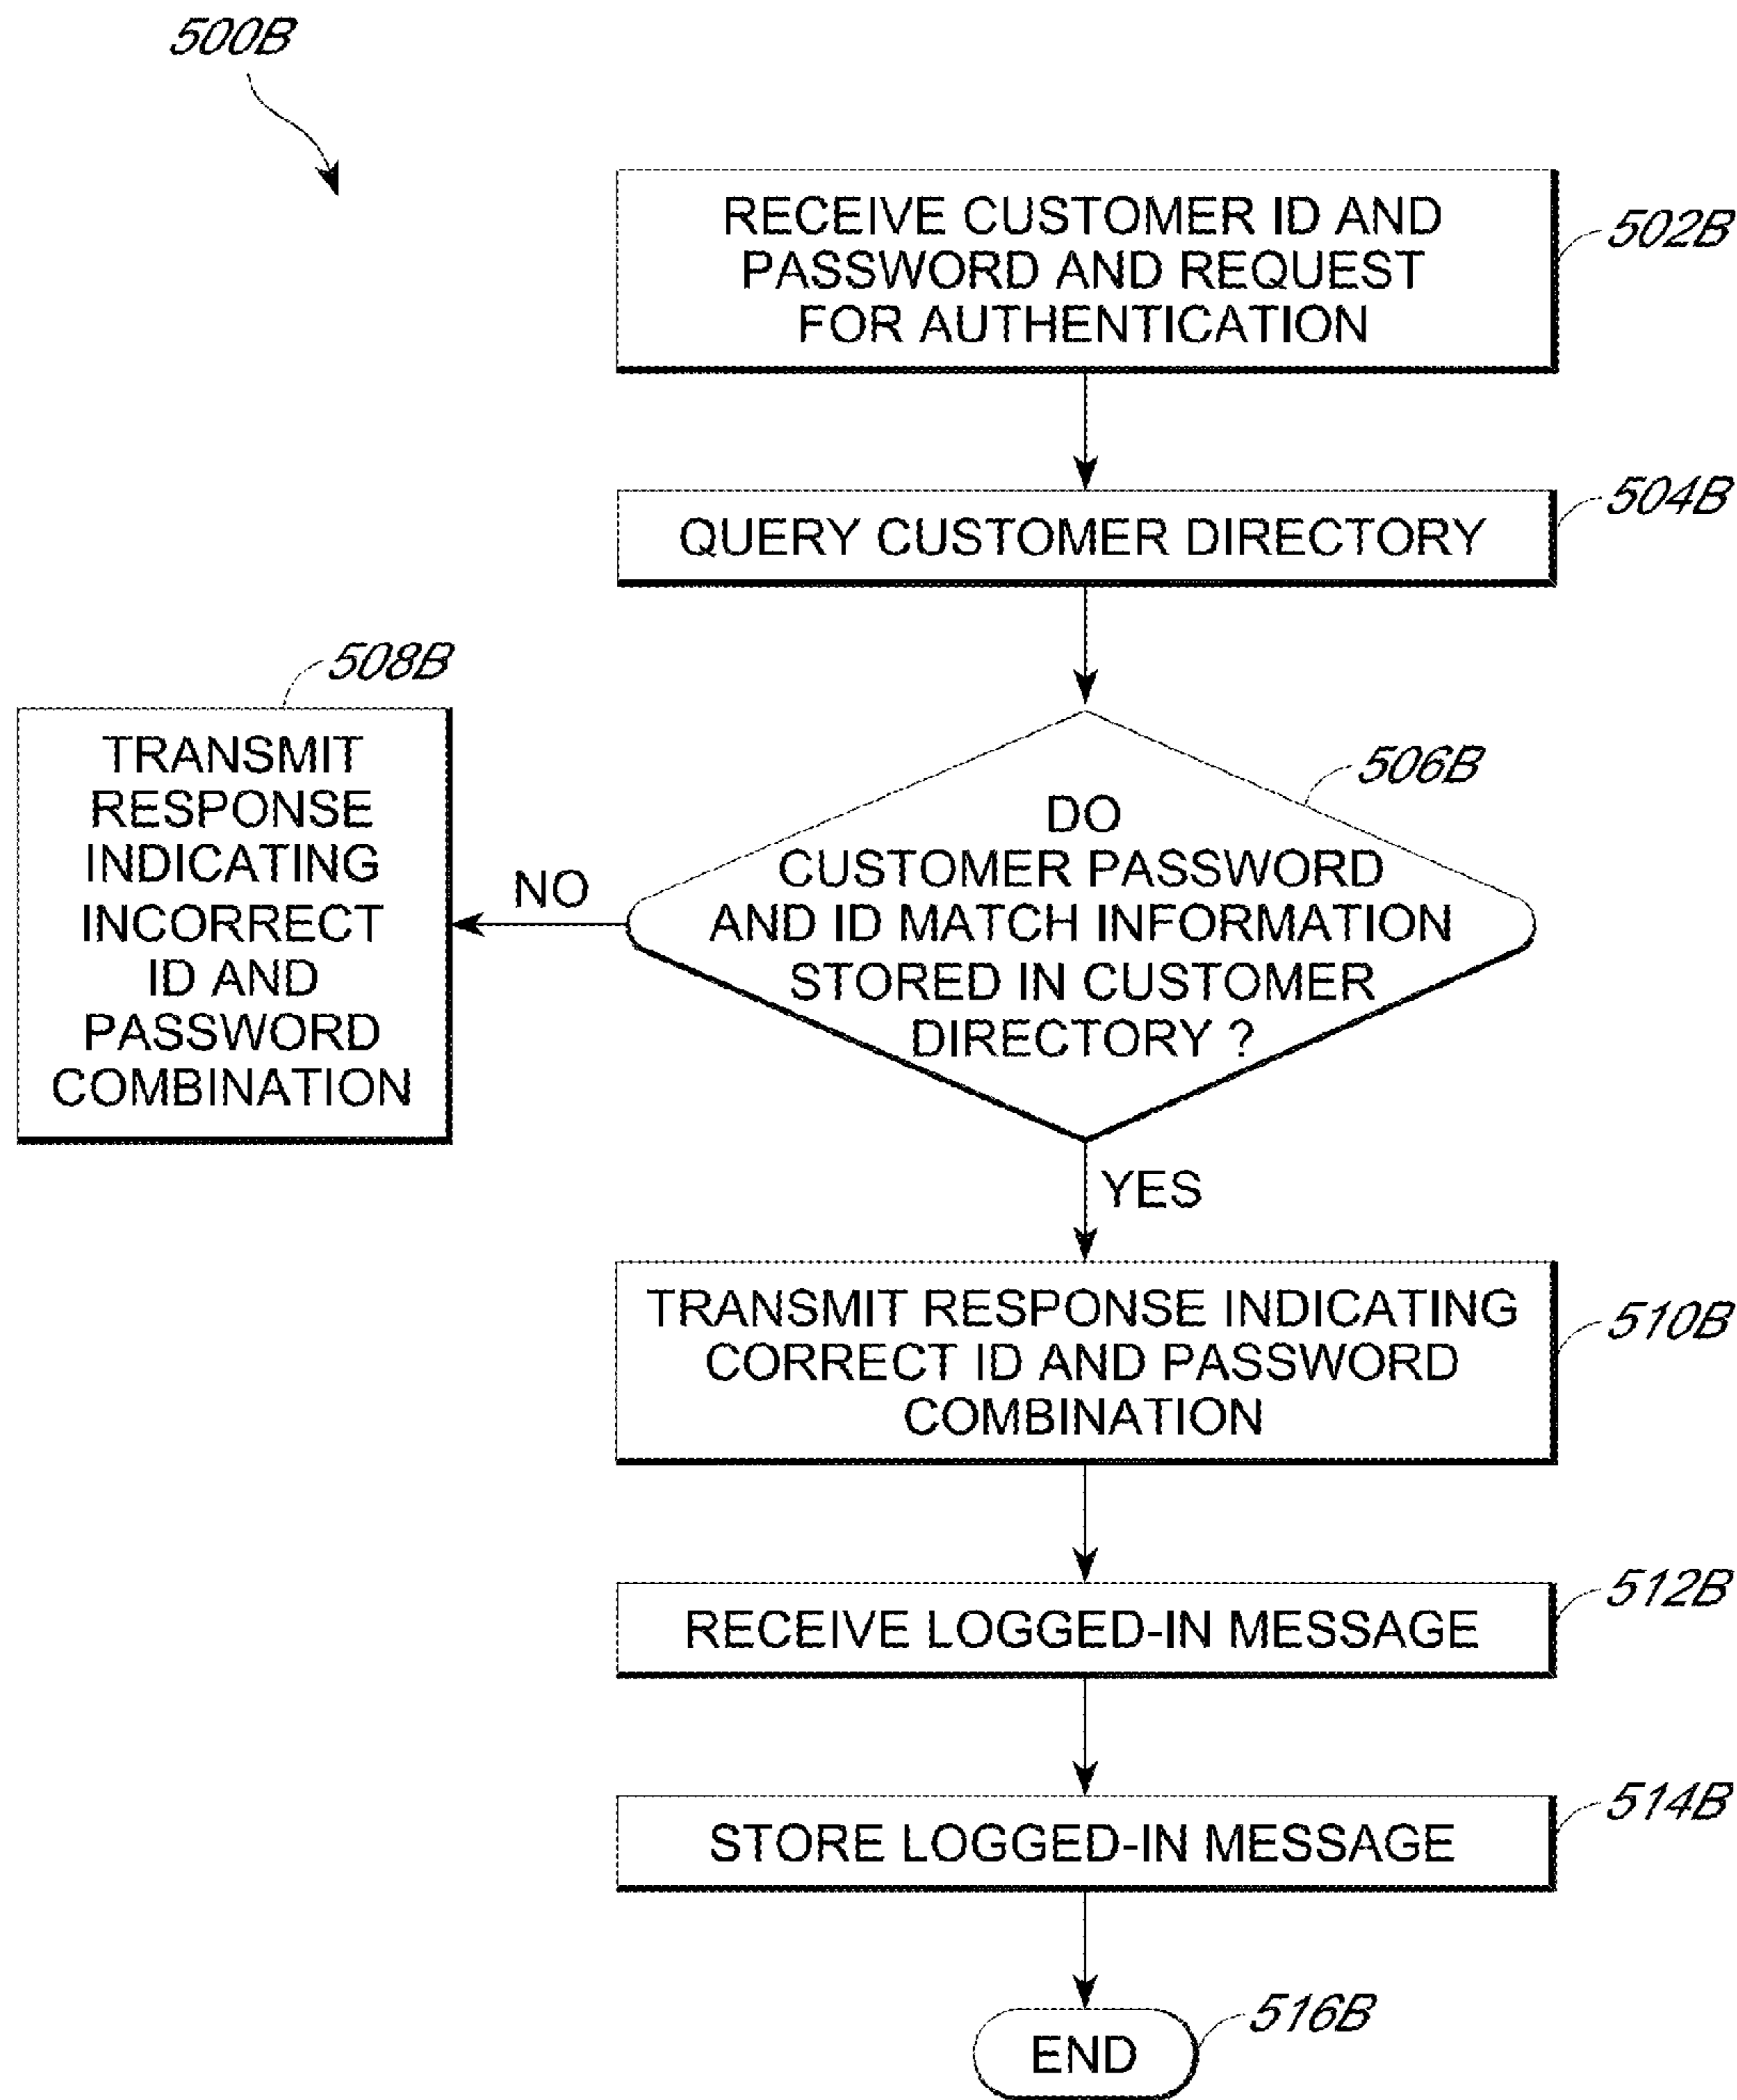 500B
RECEIVE CUSTOMER ID AND
PASSWORD AND REQUEST
FOR AUTHENTICATION
502B
QUERY CUSTOMER DIRECTORY
504B
508B
TRANSMIT
RESPONSE
INDICATING
INCORRECT
ID AND
PASSWORD
COMBINATION
NO
506B
DO
CUSTOMER PASSWORD
AND ID MATCH INFORMATION
STORED IN CUSTOMER
DIRECTORY ?
YES
TRANSMIT RESPONSE INDICATING
CORRECT ID AND PASSWORD
COMBINATION
510B
RECEIVE LOGGED-IN MESSAGE
512B
STORE LOGGED-IN MESSAGE
514B
END
516B